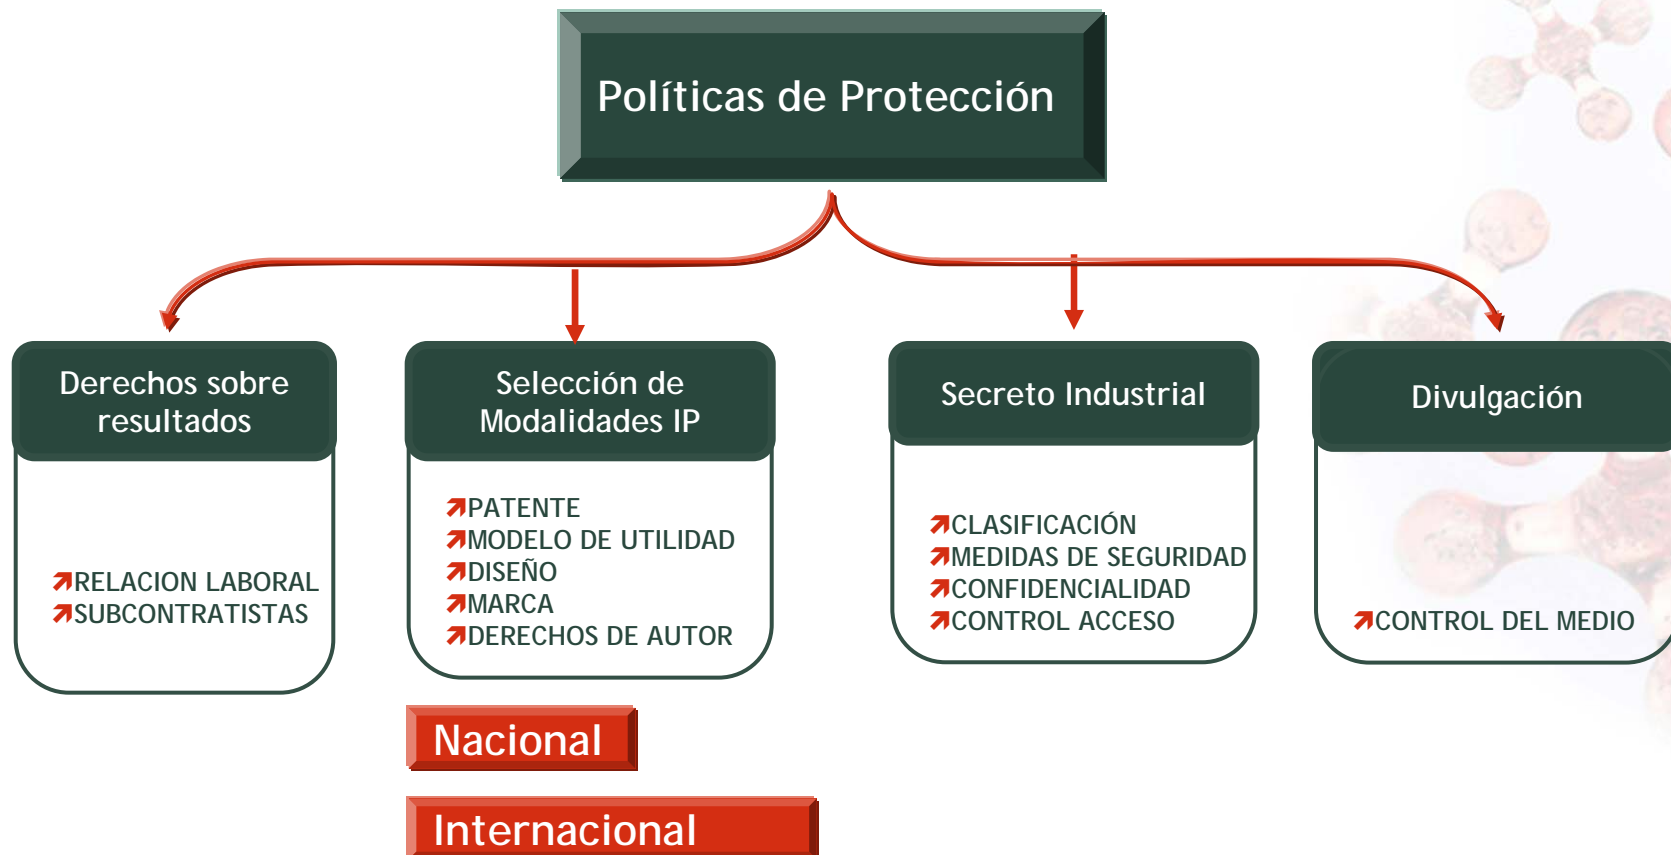 Políticas de Protección
Derechos sobre
resultados
RELACION LABORAL
SUBCONTRATISTAS
Selección de
Modalidades IP
PATENTE
MODELO DE UTILIDAD
DISEÑO
MARCA
DERECHOS DE AUTOR
Secreto Industrial
CLASIFICACIÓN
MEDIDAS DE SEGURIDAD
CONFIDENCIALIDAD
CONTROL ACCESO
Divulgación
CONTROL DEL MEDIO
Nacional
Internacional